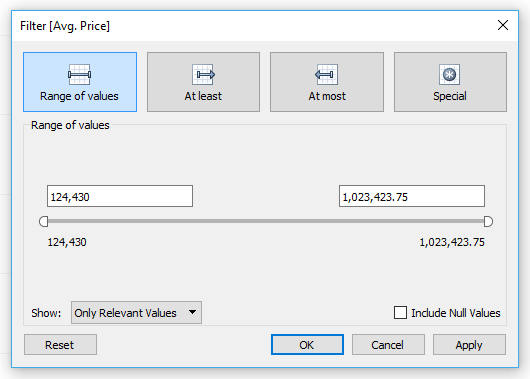 Filter [Avg. Price]
Range of values
At least
At most
Special
Range of values
124,430
1,023,423.75
124,430
1,023,423.75
Show:
Only Relevant Values
Include Null Values
Reset
OK
Cancel
Apply